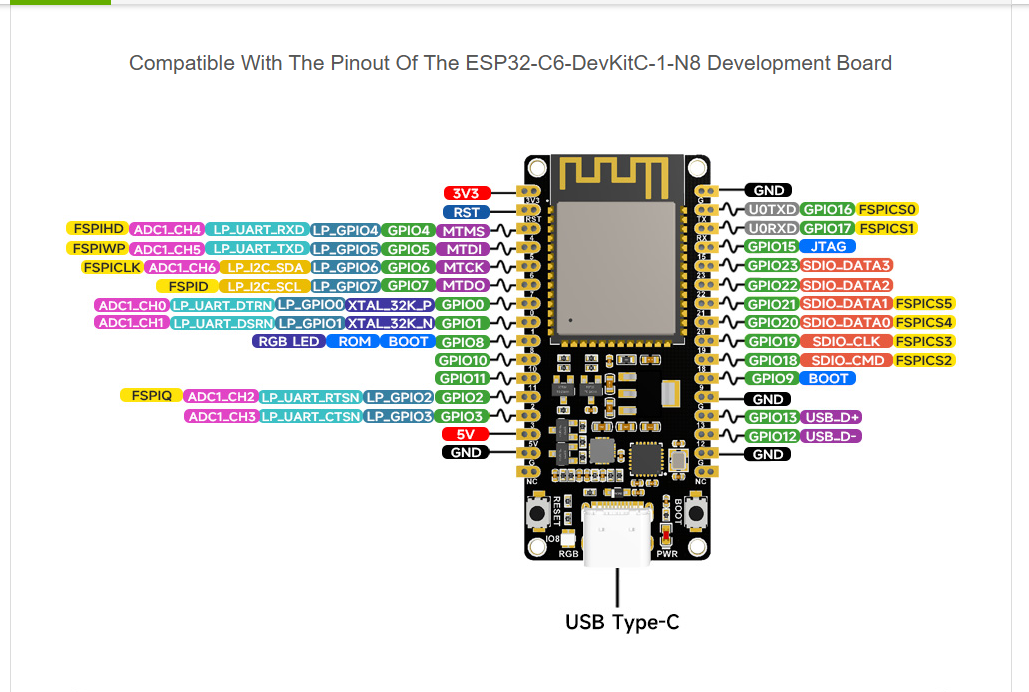 Compatible With The Pinout Of The ESP32-C6-DevKitC-1-N8 Development Board
3V3
RST
FSPIHD ADC1_CH4 LP_UART_RXD LP_GPIO4 GPIO4 MTMS
FSPIWP ADC1_CH5 LP_UART_TXD LP_GPIO5 GPIO5 MTDI
FSPICLK ADC1_CH6 LP_I2C_SDA LP_GPIO6 GPIO6 MTCK
FSPID LP_I2C_SCL LP_GPIO7 GPIO7 MTDO
ADC1_CH0 LP_UART_DTRN LP_GPIO0 XTAL_32K_P GPIO0
ADC1_CH1 LP_UART_DSRN LP_GPIO1 XTAL_32K_N GPIO1
RGB LED ROM BOOT GPIO8
GPIO10
GPIO11
FSPIQ ADC1_CH2 LP_UART_RTSN LP_GPIO2 GPIO2
ADC1_CH3 LP_UART_CTSN LP_GPIO3 GPIO3
5V
GND
3V3
RST
4
5
6
7
0
1
8
10
11
2
3
5V
G
NC
G
TX
RX
15
23
22
21
20
19
18
9
G
13
12
G
NC
RESET
BOOT
IO8
RGB
PWR
GND
U0TXD GPIO16 FSPICS0
U0RXD GPIO17 FSPICS1
GPIO15 JTAG
GPIO23 SDIO_DATA3
GPIO22 SDIO_DATA2
GPIO21 SDIO_DATA1 FSPICS5
GPIO20 SDIO_DATA0 FSPICS4
GPIO19 SDIO_CLK FSPICS3
GPIO18 SDIO_CMD FSPICS2
GPIO9 BOOT
GND
GPIO13 USB_D+
GPIO12 USB_D-
GND
USB Type-C